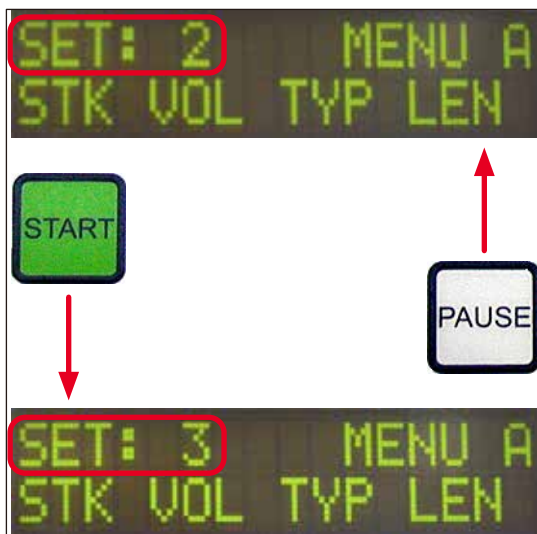 SET: 2 MENU A
STK VOL TYP LEN
START
PAUSE
SET: 3 MENU A
STK VOL TYP LEN